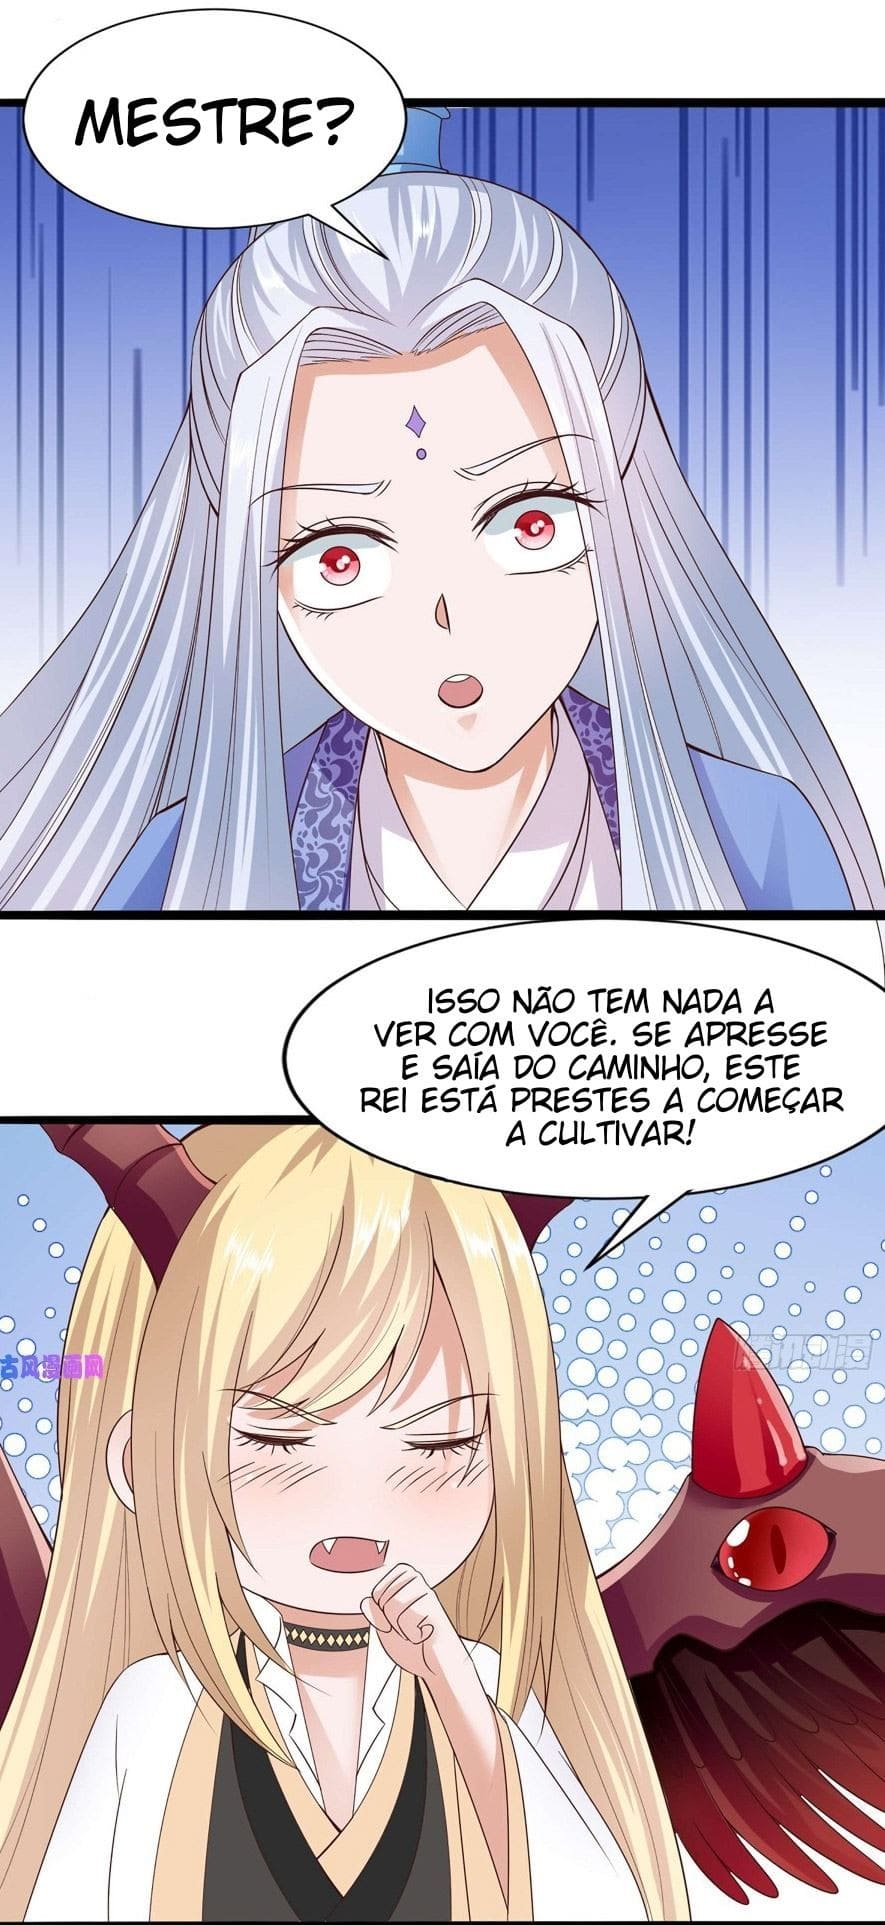 MESTRE?
ISSO NÃO TEM NADA A
VER COM VOCÊ. SE APRESSE
E SAÍA DO CAMINHO, ESTE
REI ESTÁ PRESTES A COMEÇAR
A CULTIVAR!
古风漫画网